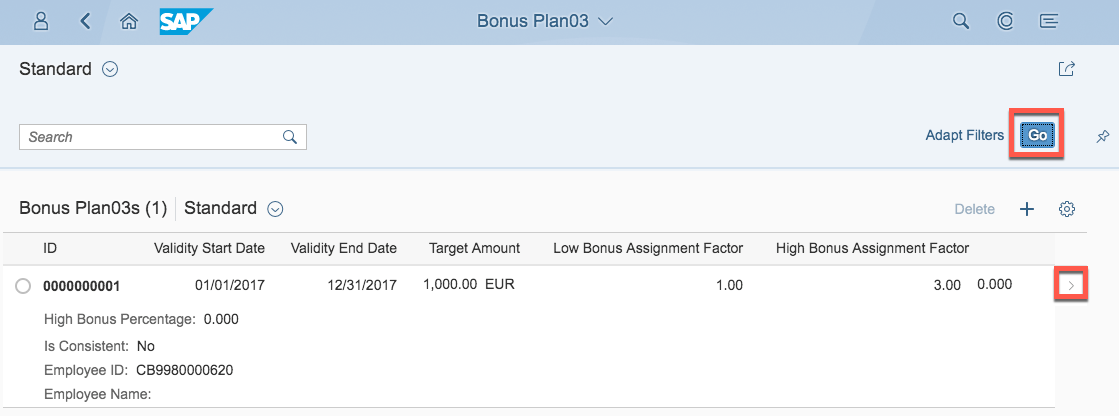 SAP Bonus Plan03
Standard
Search Adapt Filters Go
Bonus Plan03s (1) Standard Delete
ID Validity Start Date Validity End Date Target Amount Low Bonus Assignment Factor High Bonus Assignment Factor
0000000001 01/01/2017 12/31/2017 1,000.00 EUR 1.00 3.00 0.000
High Bonus Percentage: 0.000
Is Consistent: No
Employee ID: CB9980000620
Employee Name: